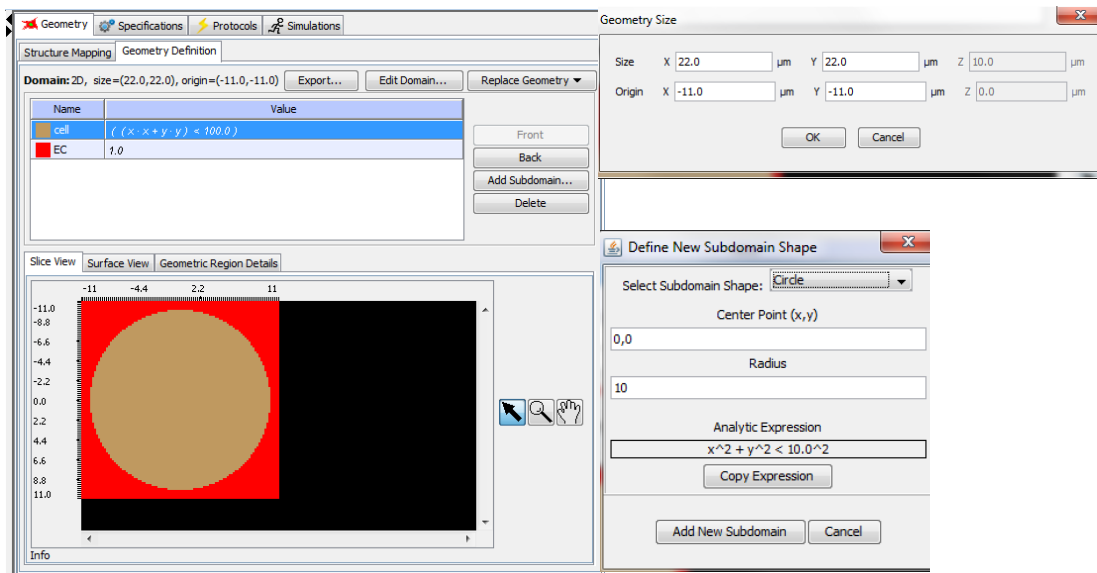 Geometry Specifications Protocols Simulations
Structure Mapping Geometry Definition
Domain: 2D, size=(22.0,22.0), origin=(-11.0,-11.0) Export... Edit Domain... Replace Geometry
Name Value
cell ( ( x · x + y · y ) < 100.0 )
EC 1.0
Front
Back
Add Subdomain...
Delete
Slice View Surface View Geometric Region Details
-11 -4.4 2.2 11
-11.0
-8.8
-6.6
-4.4
-2.2
0.0
2.2
4.4
6.6
8.8
11.0
Info
Geometry Size
Size X 22.0 µm Y 22.0 µm Z 10.0 µm
Origin X -11.0 µm Y -11.0 µm Z 0.0 µm
OK Cancel
Define New Subdomain Shape
Select Subdomain Shape: Circle
Center Point (x,y)
0,0
Radius
10
Analytic Expression
x^2 + y^2 < 10.0^2
Copy Expression
Add New Subdomain Cancel